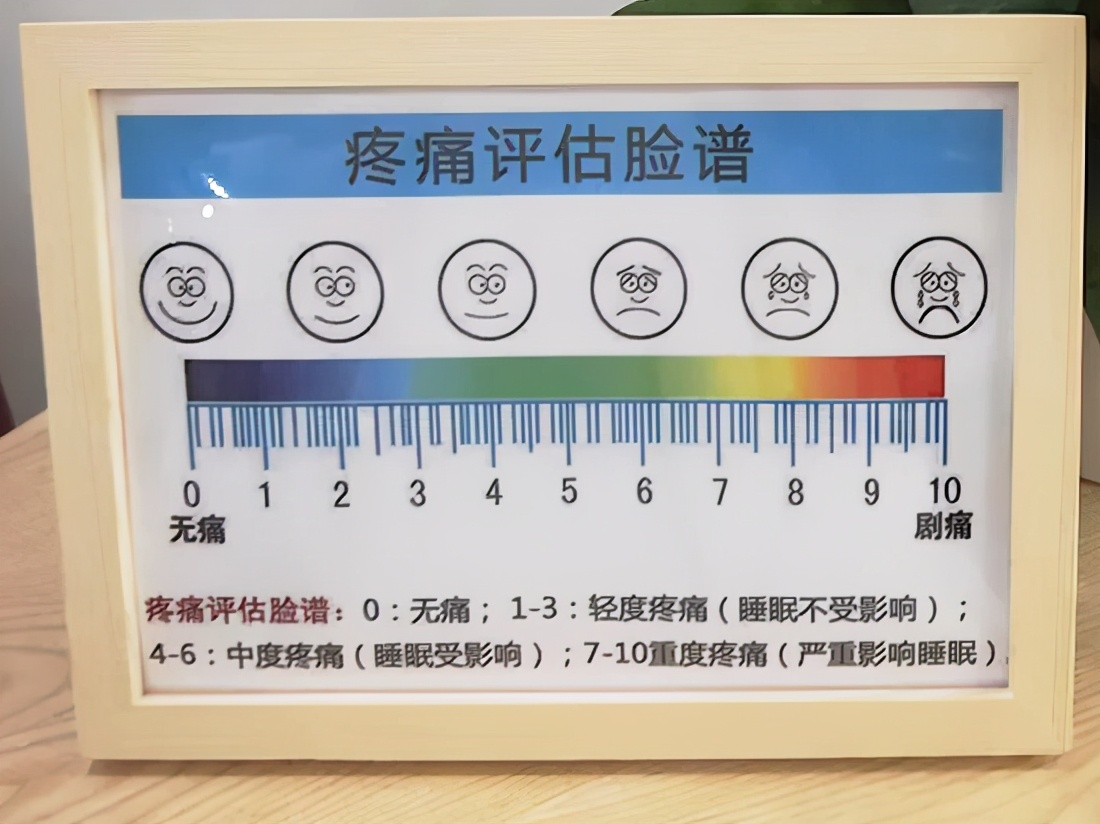 疼痛评估脸谱
0 1 2 3 4 5 6 7 8 9 10
无痛 剧痛
疼痛评估脸谱：0：无痛；1-3：轻度疼痛（睡眠不受影响）；
4-6：中度疼痛（睡眠受影响）；7-10重度疼痛（严重影响睡眠）.